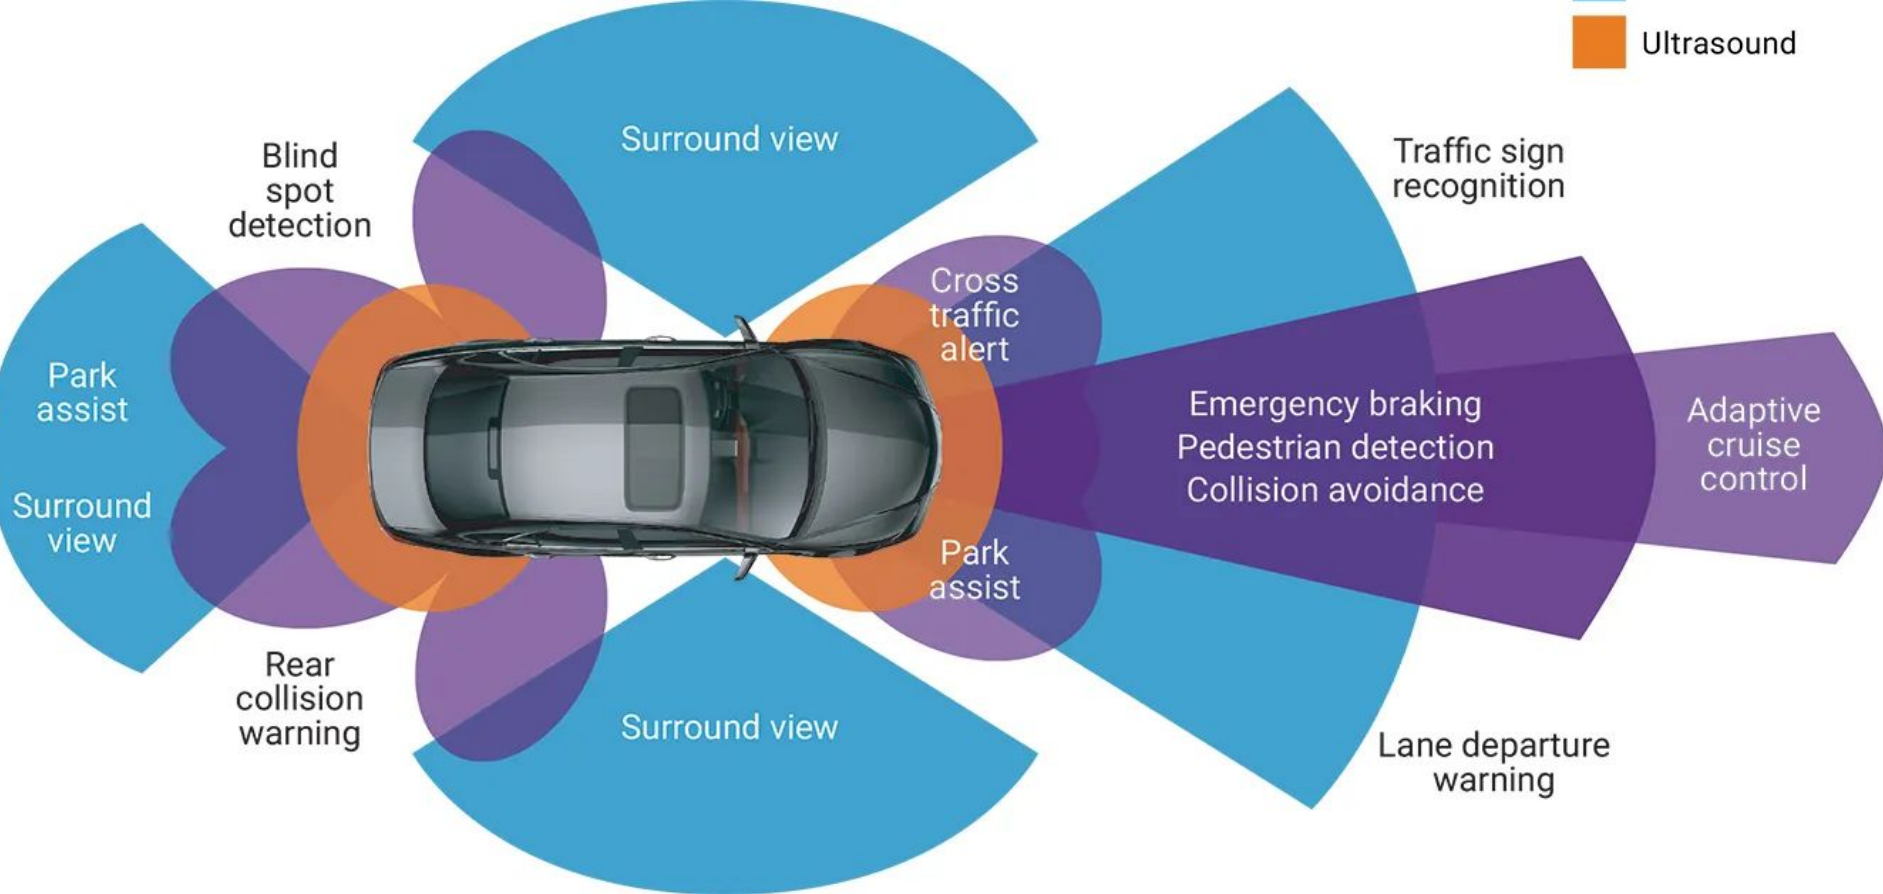 Ultrasound
Surround view
Traffic sign
recognition
Blind
spot
detection
Cross
traffic
alert
Park
assist
Emergency braking
Pedestrian detection
Collision avoidance
Adaptive
cruise
control
Surround
view
Park
assist
Rear
collision
warning
Surround view
Lane departure
warning